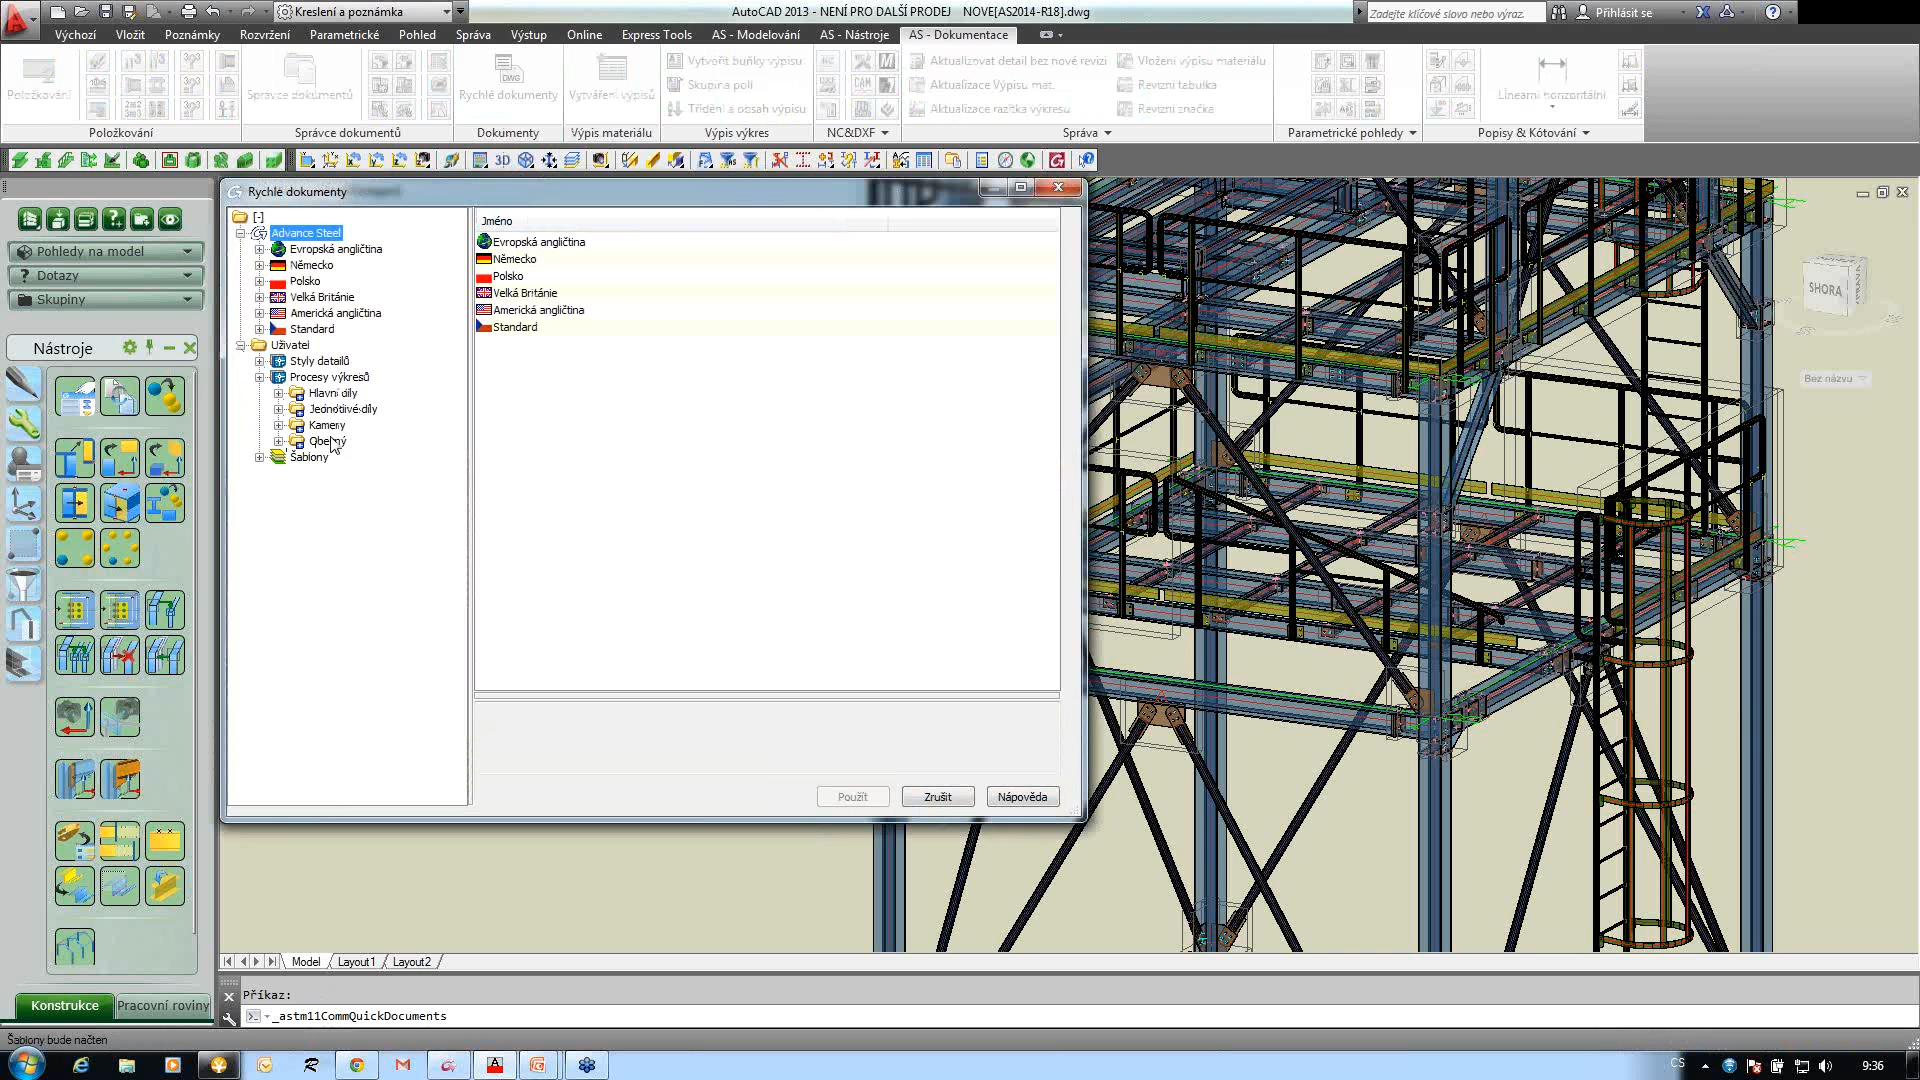 Kreslení a poznámka
AutoCAD 2013 - NENÍ PRO DALŠÍ PRODEJ NOVE[AS2014-R18].dwg
Zadejte klíčové slovo nebo výraz.
Přihlásit se
Výchozí
Vložit
Poznámky
Rozvržení
Parametrické
Pohled
Správa
Výstup
Online
Express Tools
AS - Modelování
AS - Nástroje
AS - Dokumentace
Položkování
Správce dokumentů
Rychlé dokumenty
Vytváření výpisů
Vytvořit buňky výpisu
Skupina polí
Třídění a obsah výpisu
Aktualizovat detail bez nové revizi
Aktualizace Výpisu mat.
Aktualizace razítka výkresu
Vložení výpisu materiálu
Revizní tabulka
Revizní značka
Lineární horizontální
Položkování
Správce dokumentů
Dokumenty
Výpis materiálu
Výpis výkres
NC&DXF
Správa
Parametrické pohledy
Popisy & Kótování
3D
Rychlé dokumenty
Pohledy na model
Dotazy
Skupiny
Nástroje
[-]
Advance Steel
Evropská angličtina
Německo
Polsko
Velká Británie
Americká angličtina
Standard
Uživatel
Styly datailů
Procesy výkresů
Hlavní díly
Jednotlivé díly
Kamery
Obecný
Šablony
Jméno
Evropská angličtina
Německo
Polsko
Velká Británie
Americká angličtina
Standard
Použít
Zrušit
Nápověda
SHORA
Bez názvu
Model
Layout1
Layout2
Příkaz:
_astm11CommQuickDocuments
Konstrukce
Pracovní roviny
Šablony bude načten
CS
9:36